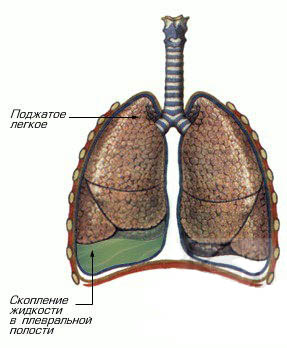 Поджатое
легкое
Скопление
жидкости
в плевральной
полости